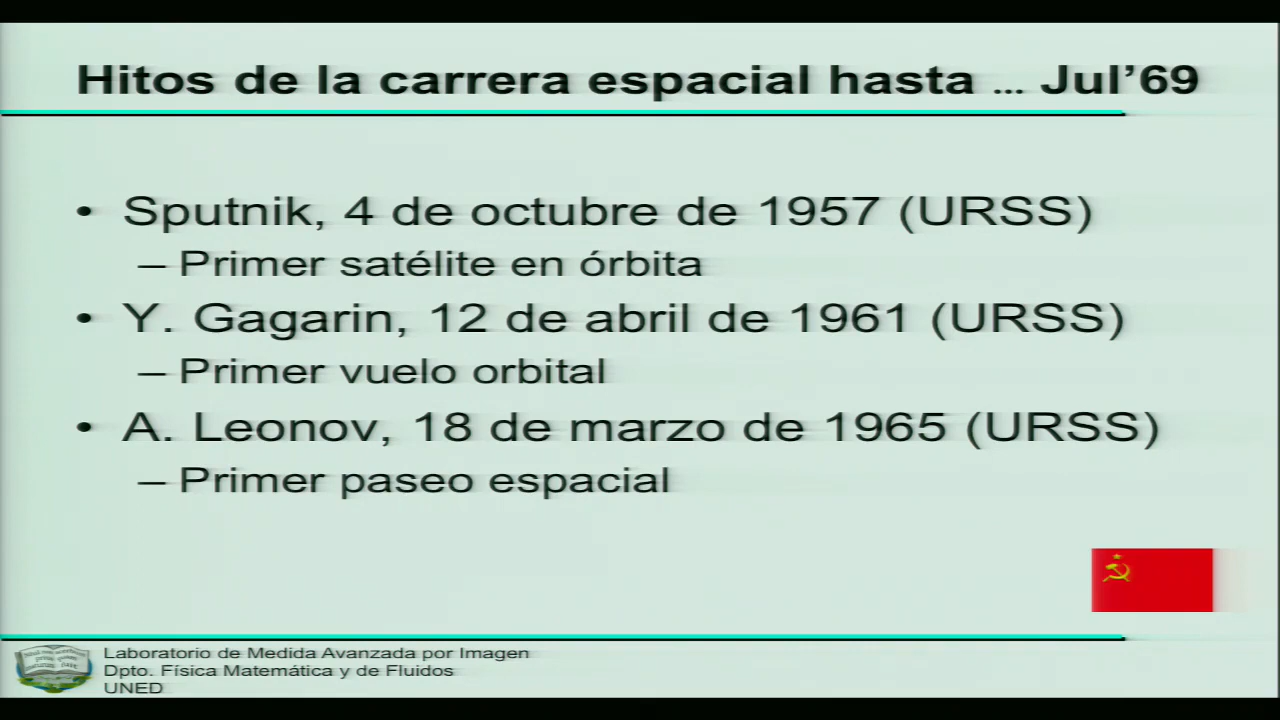 Hitos de la carrera espacial hasta ... Jul’69
• Sputnik, 4 de octubre de 1957 (URSS)
– Primer satélite en órbita
• Y. Gagarin, 12 de abril de 1961 (URSS)
– Primer vuelo orbital
• A. Leonov, 18 de marzo de 1965 (URSS)
– Primer paseo espacial
Laboratorio de Medida Avanzada por Imagen
Dpto. Física Matemática y de Fluidos
UNED